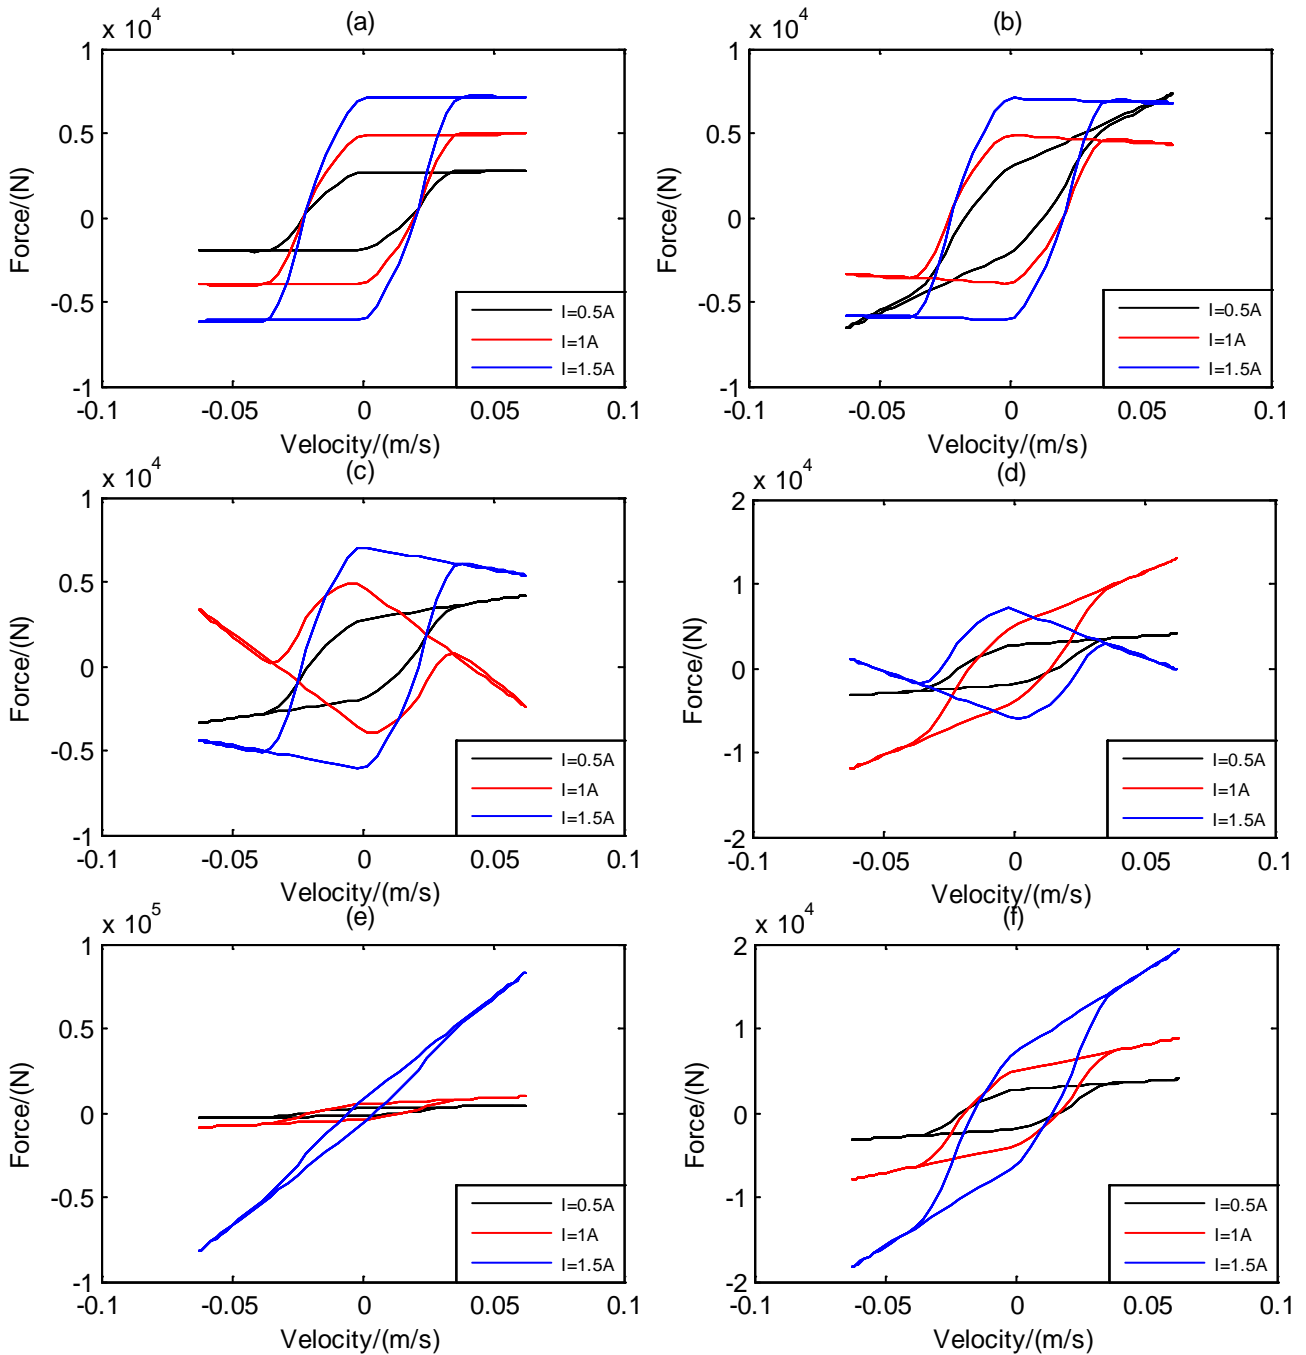 (a)
x 10^4
1
0.5
0
-0.5
-1
-0.1 -0.05 0 0.05 0.1
Force/(N)
Velocity/(m/s)
I=0.5A
I=1A
I=1.5A
(b)
x 10^4
1
0.5
0
-0.5
-1
-0.1 -0.05 0 0.05 0.1
Force/(N)
Velocity/(m/s)
I=0.5A
I=1A
I=1.5A
(c)
x 10^4
1
0.5
0
-0.5
-1
-0.1 -0.05 0 0.05 0.1
Force/(N)
Velocity/(m/s)
I=0.5A
I=1A
I=1.5A
(d)
x 10^4
2
1
0
-1
-2
-0.1 -0.05 0 0.05 0.1
Force/(N)
Velocity/(m/s)
I=0.5A
I=1A
I=1.5A
(e)
x 10^5
1
0.5
0
-0.5
-1
-0.1 -0.05 0 0.05 0.1
Force/(N)
Velocity/(m/s)
I=0.5A
I=1A
I=1.5A
(f)
x 10^4
2
1
0
-1
-2
-0.1 -0.05 0 0.05 0.1
Force/(N)
Velocity/(m/s)
I=0.5A
I=1A
I=1.5A